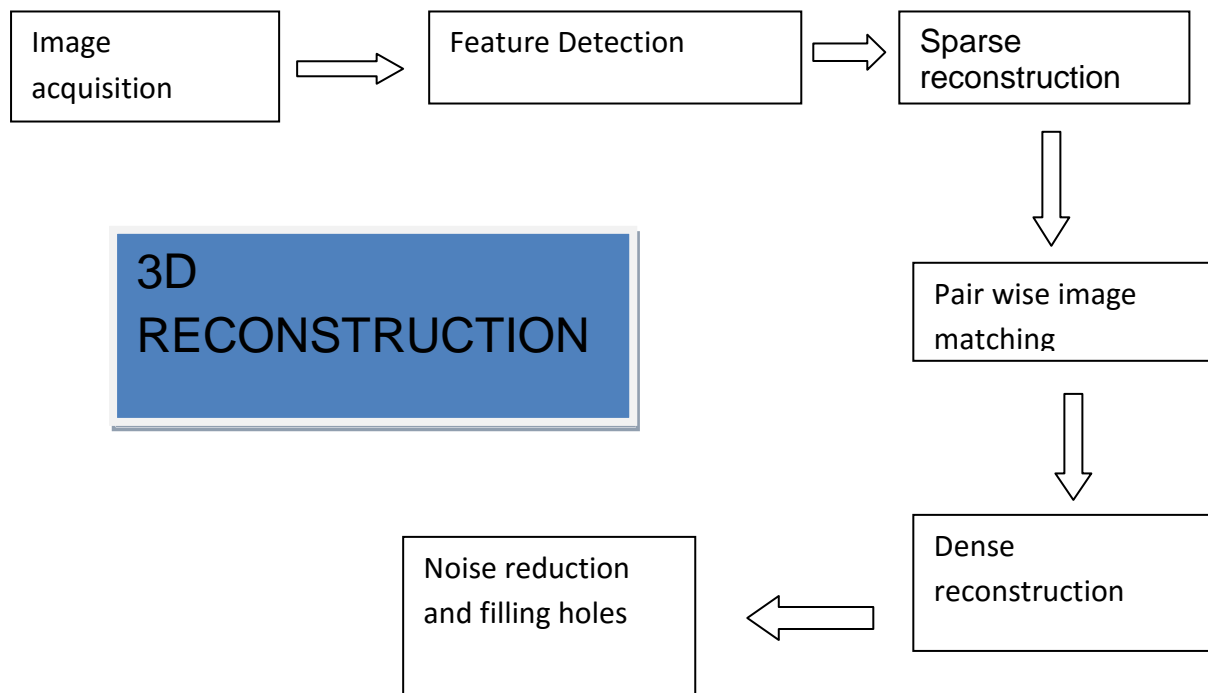 Image
acquisition
Feature Detection
Sparse
reconstruction
3D
RECONSTRUCTION
Pair wise image
matching
Dense
reconstruction
Noise reduction
and filling holes